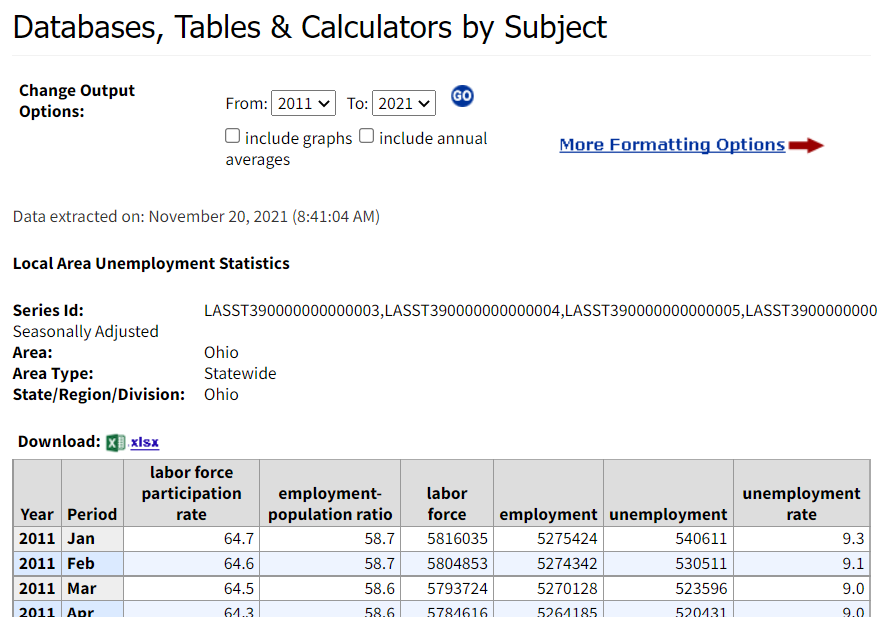 Databases, Tables & Calculators by Subject
Change Output
Options:
From: 2011 To: 2021 GO
include graphs include annual
averages
More Formatting Options
Data extracted on: November 20, 2021 (8:41:04 AM)
Local Area Unemployment Statistics
Series Id: LASST390000000000003,LASST390000000000004,LASST390000000000005,LASST3900000000
Seasonally Adjusted
Area: Ohio
Area Type: Statewide
State/Region/Division: Ohio
Download: xlsx
Year Period labor force participation rate employment-population ratio labor force employment unemployment unemployment rate
2011 Jan 64.7 58.7 5816035 5275424 540611 9.3
2011 Feb 64.6 58.7 5804853 5274342 530511 9.1
2011 Mar 64.5 58.6 5793724 5270128 523596 9.0
2011 Apr 64.3 58.6 5784616 5264185 520431 9.0